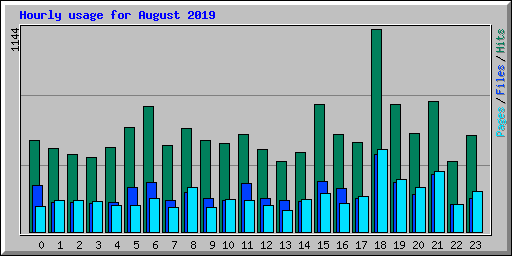 Hourly usage for August 2019
1144
Pages / Files / Hits
0 1 2 3 4 5 6 7 8 9 10 11 12 13 14 15 16 17 18 19 20 21 22 23